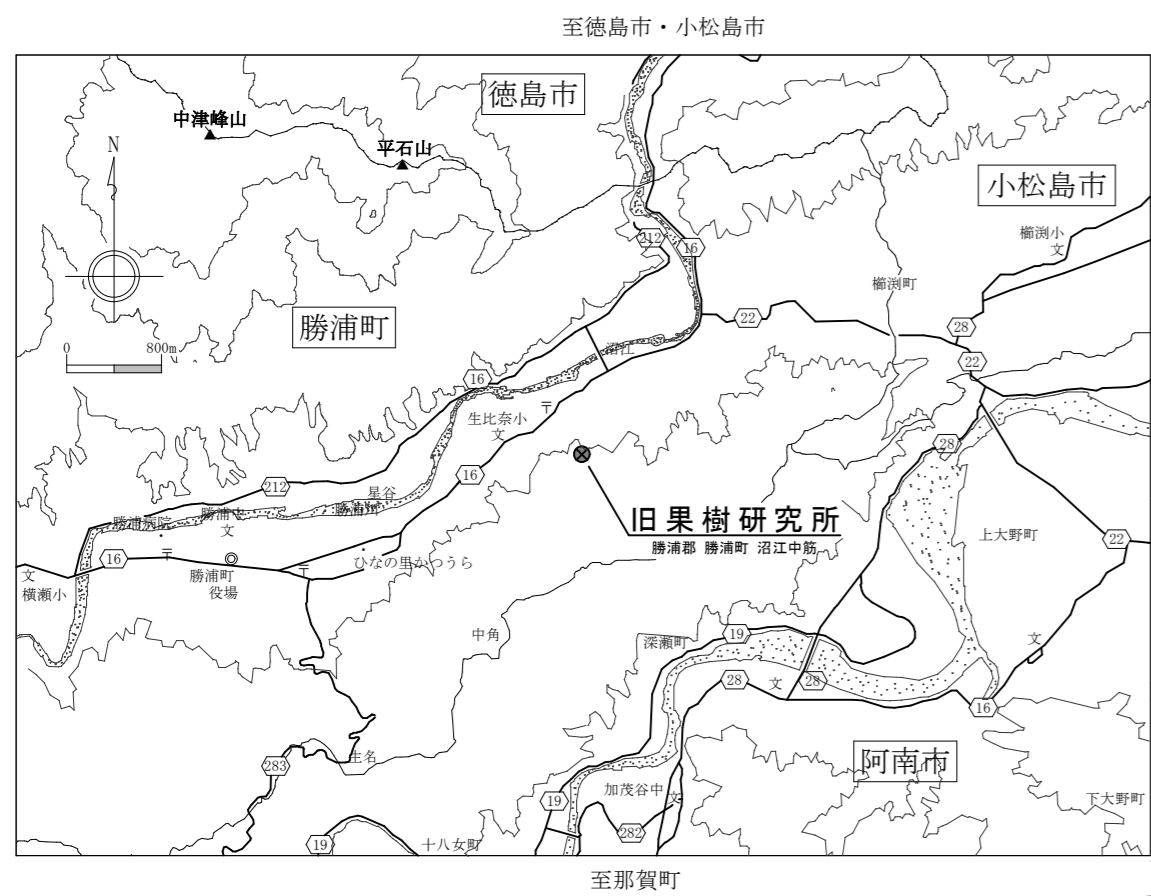 至徳島市・小松島市
徳島市
中津峰山
平石山
N
小松島市
櫛渕小
文
212
16
櫛渕町
勝浦町
22
28
0 800m
沼江
22
16
生比奈小
文
〒
28
16
星谷
212
勝浦川
勝浦中
文
勝浦病院
旧果樹研究所
勝浦郡 勝浦町 沼江中筋
上大野町
22
16
〒
ひなの里かつうら
〒
文
横瀬小
勝浦町
役場
中角
19
深瀬町
文
28
文
28
16
生名
阿南市
283
加茂谷中
文
19
下大野町
282
19
十八女町
至那賀町